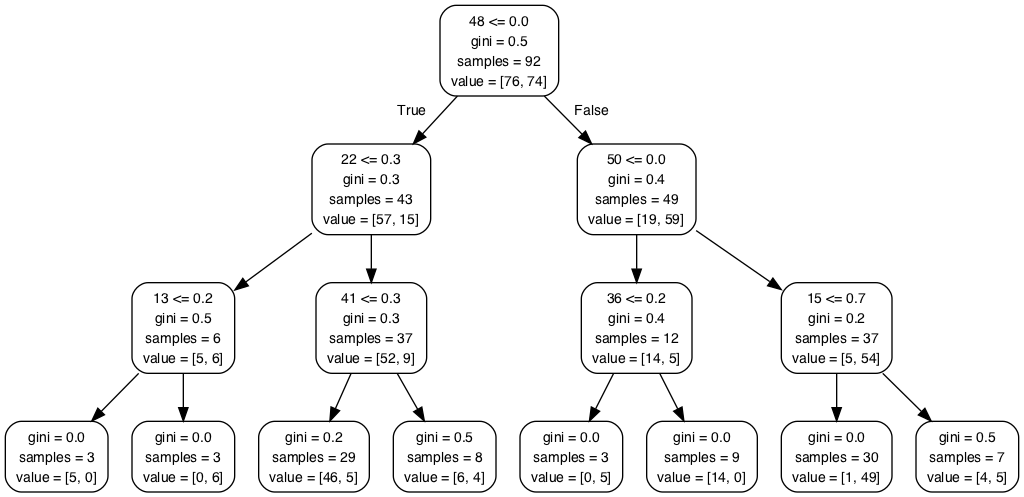 48 <= 0.0
gini = 0.5
samples = 92
value = [76, 74]
True
False
22 <= 0.3
gini = 0.3
samples = 43
value = [57, 15]
50 <= 0.0
gini = 0.4
samples = 49
value = [19, 59]
13 <= 0.2
gini = 0.5
samples = 6
value = [5, 6]
41 <= 0.3
gini = 0.3
samples = 37
value = [52, 9]
36 <= 0.2
gini = 0.4
samples = 12
value = [14, 5]
15 <= 0.7
gini = 0.2
samples = 37
value = [5, 54]
gini = 0.0
samples = 3
value = [5, 0]
gini = 0.0
samples = 3
value = [0, 6]
gini = 0.2
samples = 29
value = [46, 5]
gini = 0.5
samples = 8
value = [6, 4]
gini = 0.0
samples = 3
value = [0, 5]
gini = 0.0
samples = 9
value = [14, 0]
gini = 0.0
samples = 30
value = [1, 49]
gini = 0.5
samples = 7
value = [4, 5]